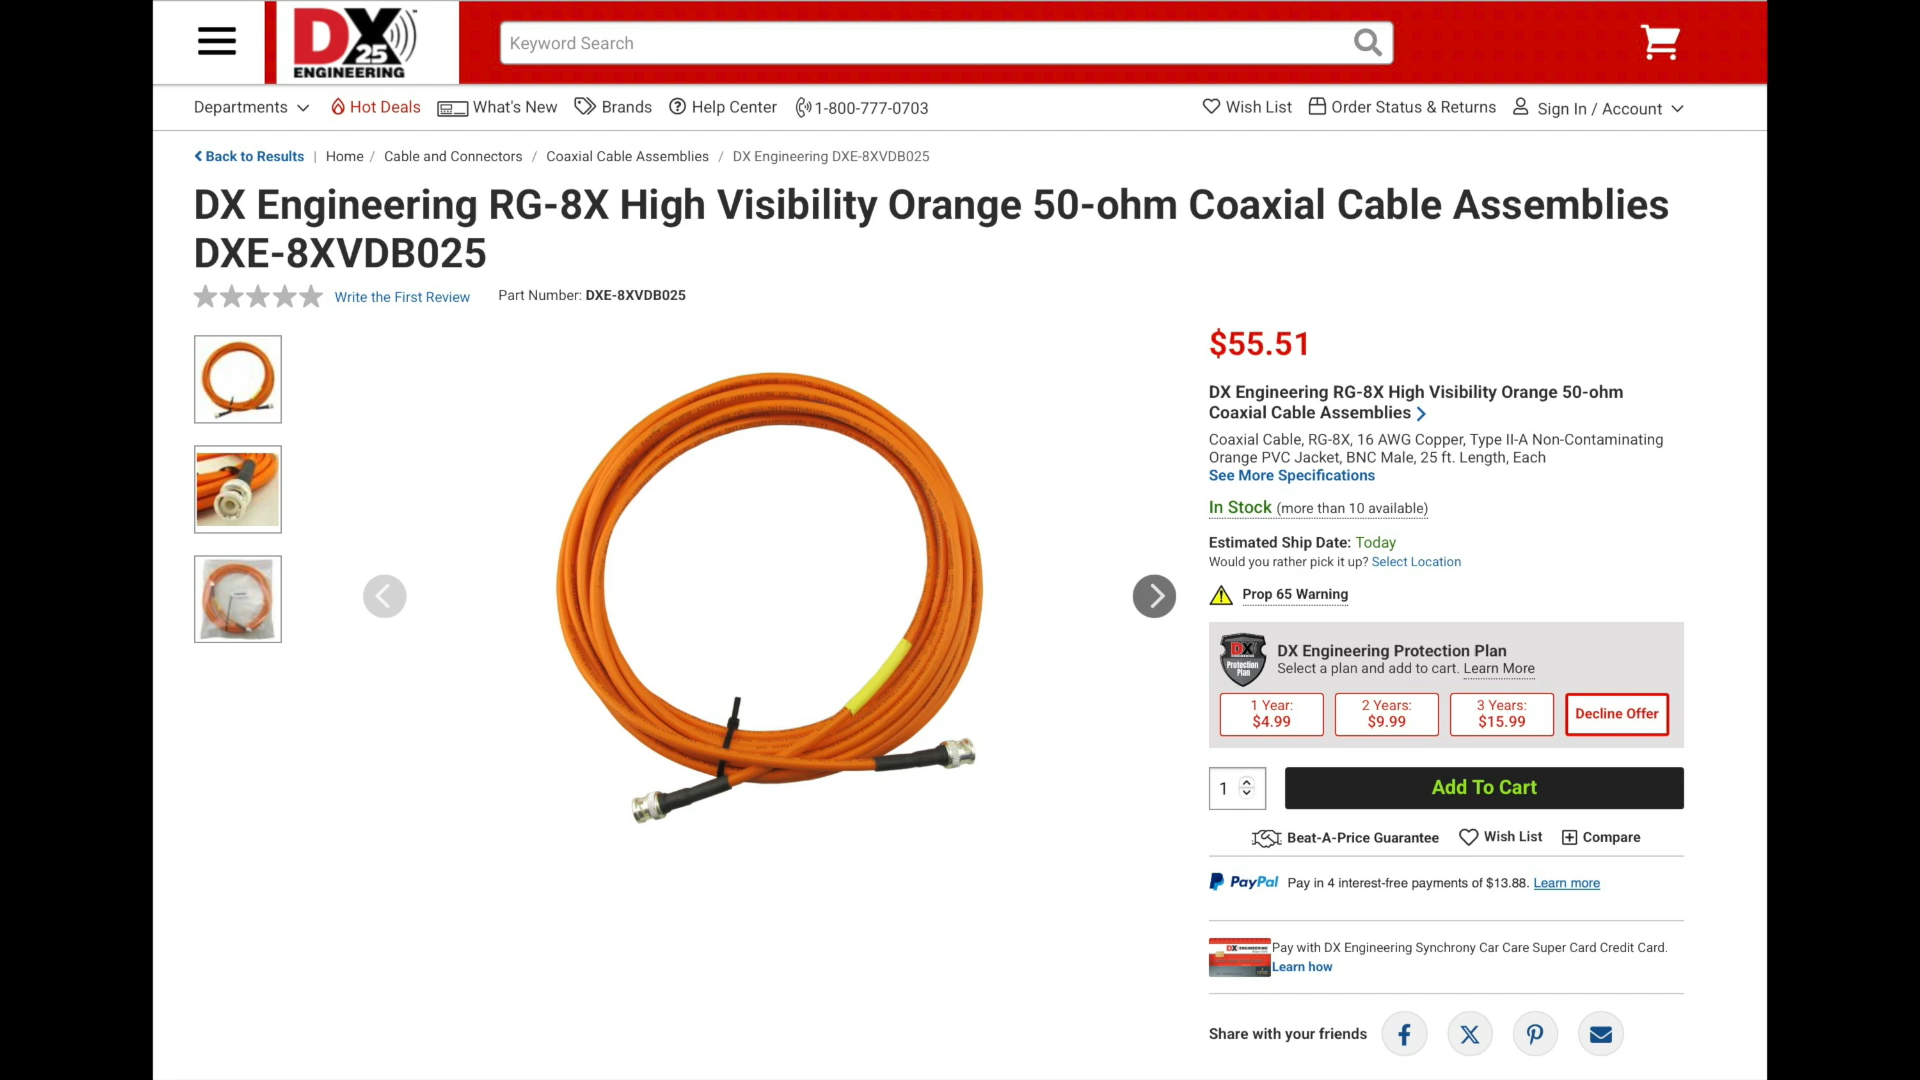 DX
25
ENGINEERING
Keyword Search
Departments
Hot Deals
What's New
Brands
Help Center
1-800-777-0703
Wish List
Order Status & Returns
Sign In / Account
Back to Results | Home / Cable and Connectors / Coaxial Cable Assemblies / DX Engineering DXE-8XVDB025
DX Engineering RG-8X High Visibility Orange 50-ohm Coaxial Cable Assemblies
DXE-8XVDB025
Write the First Review
Part Number: DXE-8XVDB025
$55.51
DX Engineering RG-8X High Visibility Orange 50-ohm
Coaxial Cable Assemblies
Coaxial Cable, RG-8X, 16 AWG Copper, Type II-A Non-Contaminating
Orange PVC Jacket, BNC Male, 25 ft. Length, Each
See More Specifications
In Stock (more than 10 available)
Estimated Ship Date: Today
Would you rather pick it up? Select Location
Prop 65 Warning
DX
Protection
Plan
DX Engineering Protection Plan
Select a plan and add to cart. Learn More
1 Year:
$4.99
2 Years:
$9.99
3 Years:
$15.99
Decline Offer
1
Add To Cart
Beat-A-Price Guarantee
Wish List
Compare
PayPal Pay in 4 interest-free payments of $13.88. Learn more
Pay with DX Engineering Synchrony Car Care Super Card Credit Card.
Learn how
Share with your friends